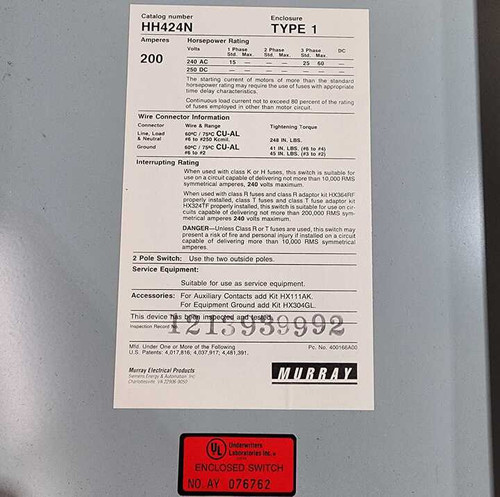 Catalog number Enclosure
HH424N TYPE 1
Amperes Horsepower Rating
200 Volts 1 Phase 2 Phase 3 Phase DC
Std. Max. Std. Max. Std. Max.
240 AC 15 — — — 25 60 —
250 DC — — — — — — —
The starting current of motors of more than the standard
horsepower rating may require the use of fuses with appropriate
time delay characteristics.
Continuous load current not to exceed 80 percent of the rating
of fuses employed in other than motor circuit.
Wire Connector Information
Connector Wire & Range Tightening Torque
Line, Load 60ºC / 75ºC CU-AL
& Neutral #6 to #250 Kcmil. 248 IN. LBS.
Ground 60ºC / 75ºC CU-AL 41 IN. LBS. (#6 to #4)
#6 to #2 45 IN. LBS. (#3 to #2)
Interrupting Rating
When used with class K or H fuses, this switch is suitable for
use on a circuit capable of delivering not more than 10,000 RMS
symmetrical amperes, 240 volts maximum.
When used with class R fuses and class R adaptor kit HX364RF
properly installed, class T fuses and class T fuse adaptor kit
HX324TF properly installed, this switch is suitable for use on cir-
cuits capable of delivering not more than 200,000 RMS sym-
metrical amperes 240 volts maximum.
DANGER—Unless Class R or T fuses are used, this switch may
present a risk of fire and personal injury if installed on a circuit
capable of delivering more than 10,000 RMS symmetrical
amperes.
2 Pole Switch: Use the two outside poles.
Service Equipment:
Suitable for use as service equipment.
Accessories: For Auxiliary Contacts add Kit HX111AK.
For Equipment Ground add Kit HX304GL.
This device has been inspected and tested.
Inspection Record 1213939992
Mfd. Under One or More of the Following Pc. No. 400166A00
U.S. Patents: 4,017,816; 4,037,917; 4,481,391.
Murray Electrical Products
Siemens Energy & Automation Inc.
Charlottesville, VA 22906-9050
MURRAY
UL Underwriters
Laboratories Inc.®
ENCLOSED SWITCH
NO. AY 076762